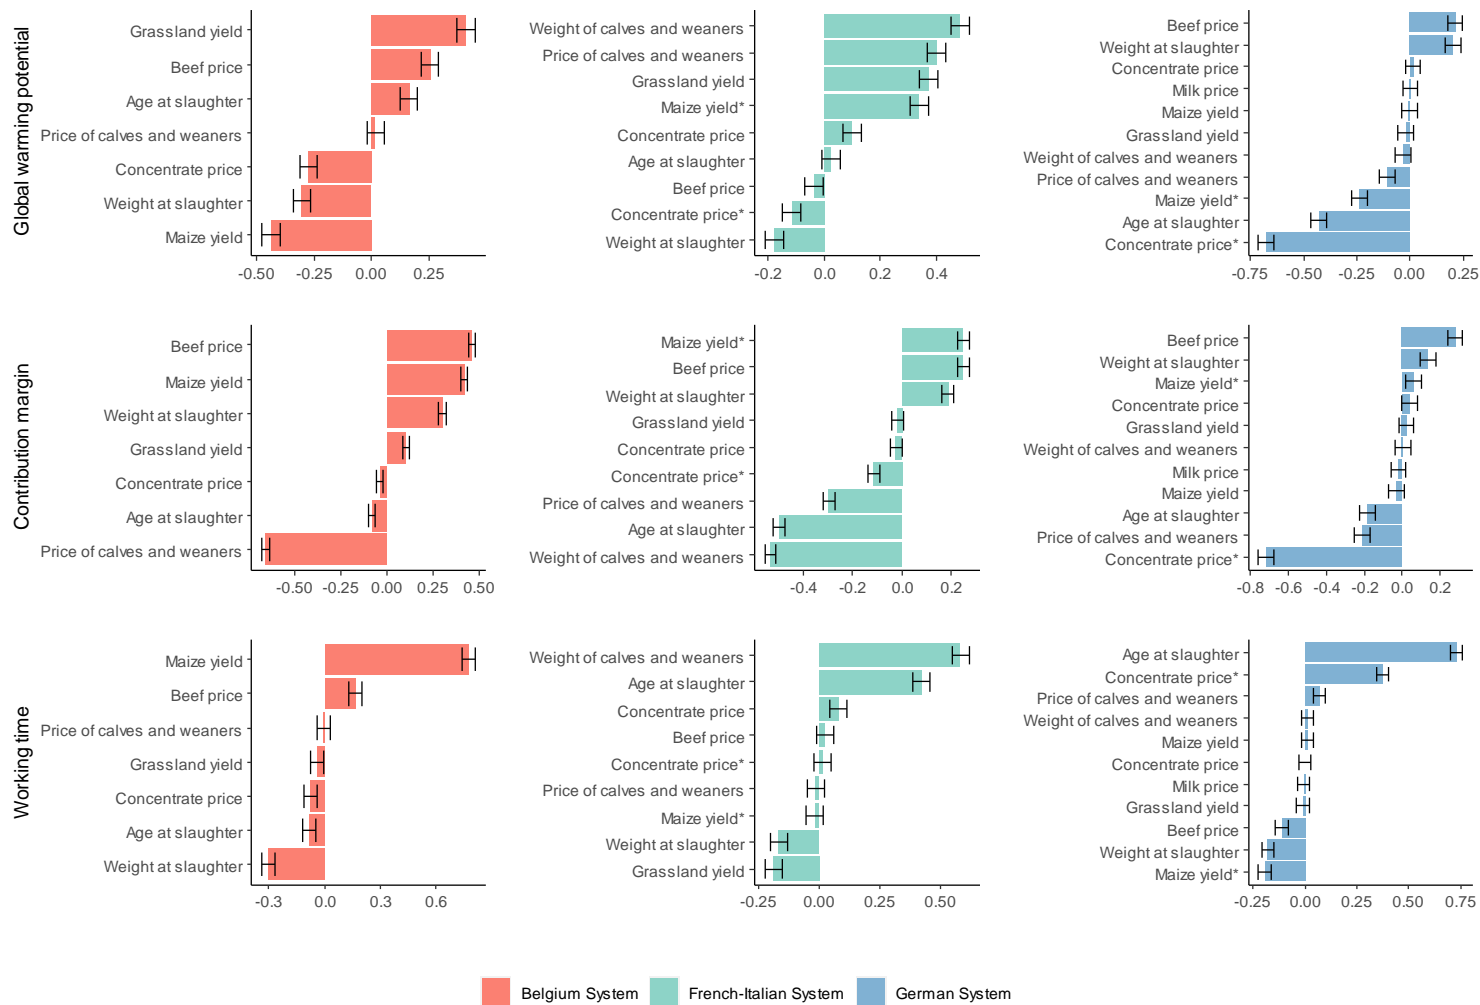 Global warming potential
Grassland yield
Beef price
Age at slaughter
Price of calves and weaners
Concentrate price
Weight at slaughter
Maize yield
-0.50 -0.25 0.00 0.25
Weight of calves and weaners
Price of calves and weaners
Grassland yield
Maize yield*
Concentrate price
Age at slaughter
Beef price
Concentrate price*
Weight at slaughter
-0.2 0.0 0.2 0.4
Beef price
Weight at slaughter
Concentrate price
Milk price
Maize yield
Grassland yield
Weight of calves and weaners
Price of calves and weaners
Maize yield*
Age at slaughter
Concentrate price*
-0.75 -0.50 -0.25 0.00 0.25
Contribution margin
Beef price
Maize yield
Weight at slaughter
Grassland yield
Concentrate price
Age at slaughter
Price of calves and weaners
-0.50 -0.25 0.00 0.25 0.50
Maize yield*
Beef price
Weight at slaughter
Grassland yield
Concentrate price
Concentrate price*
Price of calves and weaners
Age at slaughter
Weight of calves and weaners
-0.4 -0.2 0.0 0.2
Beef price
Weight at slaughter
Maize yield*
Concentrate price
Grassland yield
Weight of calves and weaners
Milk price
Maize yield
Age at slaughter
Price of calves and weaners
Concentrate price*
-0.8 -0.6 -0.4 -0.2 0.0 0.2
Working time
Maize yield
Beef price
Price of calves and weaners
Grassland yield
Concentrate price
Age at slaughter
Weight at slaughter
-0.3 0.0 0.3 0.6
Weight of calves and weaners
Age at slaughter
Concentrate price
Beef price
Concentrate price*
Price of calves and weaners
Maize yield*
Weight at slaughter
Grassland yield
-0.25 0.00 0.25 0.50
Age at slaughter
Concentrate price*
Price of calves and weaners
Weight of calves and weaners
Maize yield
Concentrate price
Milk price
Grassland yield
Beef price
Weight at slaughter
Maize yield*
-0.25 0.00 0.25 0.50 0.75
Belgium System French-Italian System German System